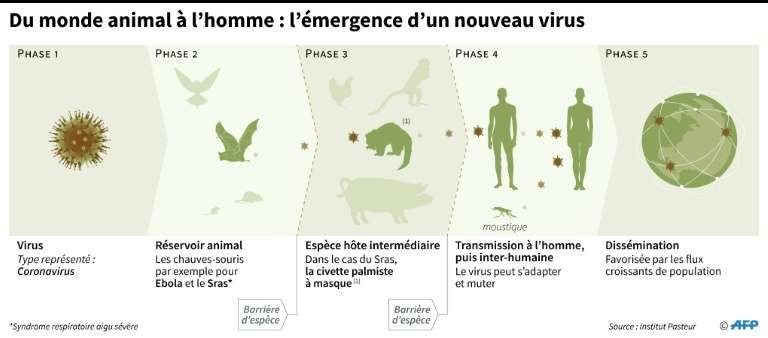 Du monde animal à l’homme : l’émergence d’un nouveau virus
PHASE 1
PHASE 2
PHASE 3
PHASE 4
PHASE 5
(1)
moustique
Virus
Type représenté :
Coronavirus
Réservoir animal
Les chauves-souris
par exemple pour
Ebola et le Sras*
Espèce hôte intermédiaire
Dans le cas du Sras,
la civette palmiste
à masque (1)
Transmission à l’homme,
puis inter-humaine
Le virus peut s’adapter
et muter
Dissémination
Favorisée par les flux
croissants de population
Barrière
d’espèce
Barrière
d’espèce
*Syndrome respiratoire aigu sévère
Source : Institut Pasteur
© AFP